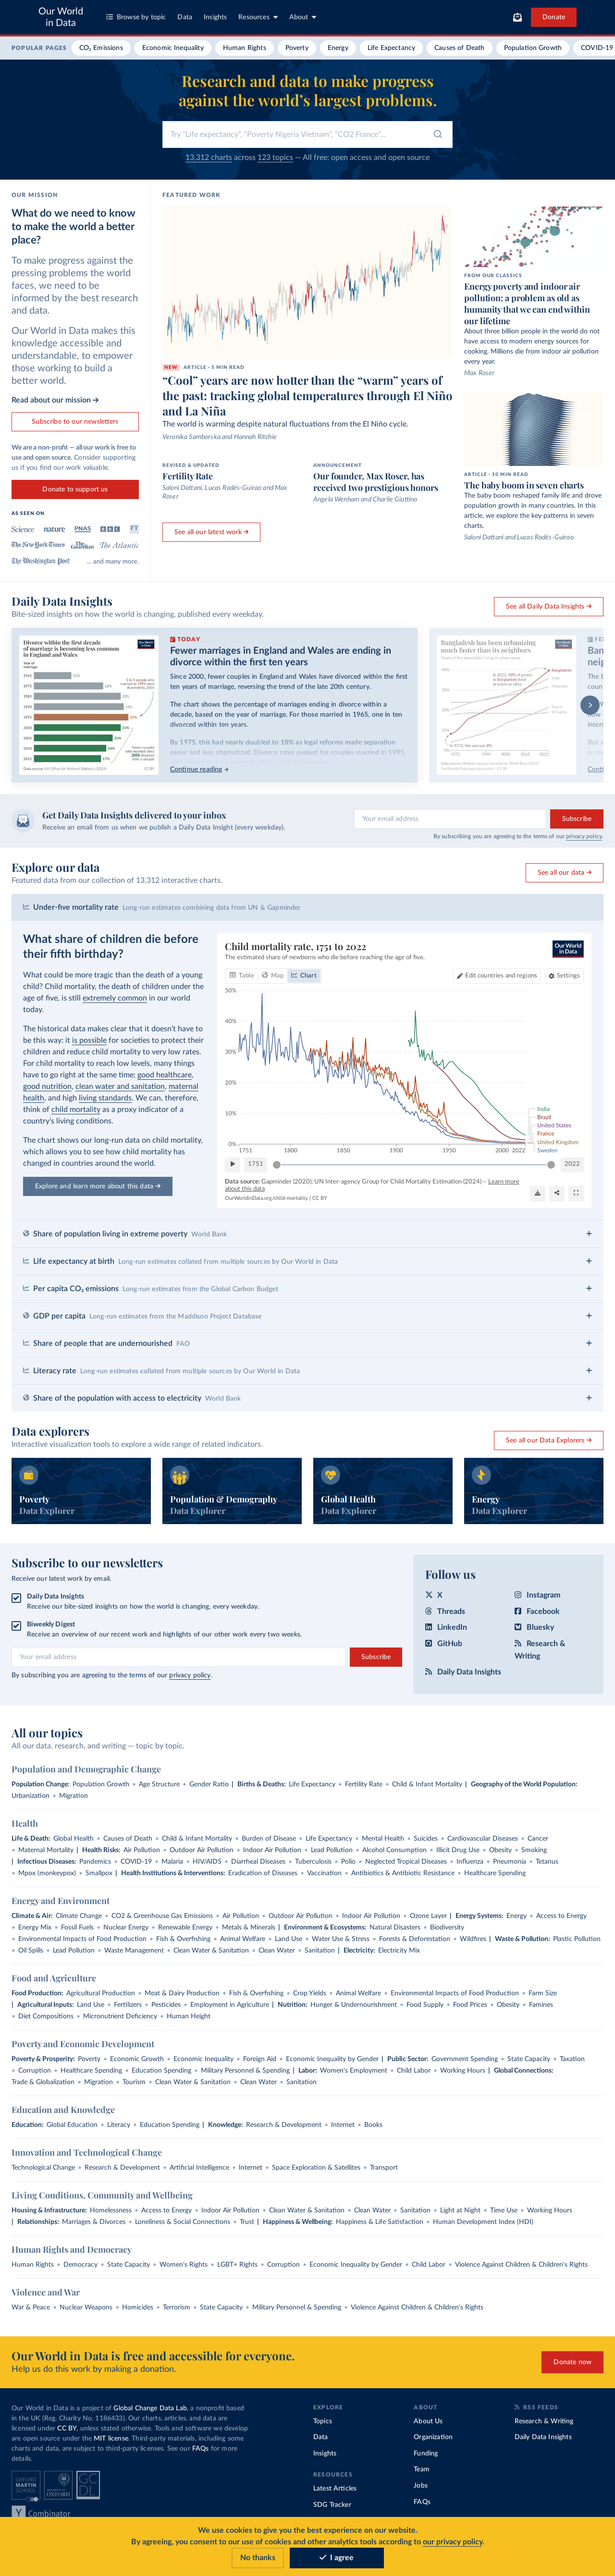 Our World
in Data
Browse by topic
Data
Insights
Resources
About
Donate
POPULAR PAGES
CO₂ Emissions
Economic Inequality
Human Rights
Poverty
Energy
Life Expectancy
Causes of Death
Population Growth
COVID-19
Research and data to make progress
against the world's largest problems.
Try "Life expectancy", "Poverty Nigeria Vietnam", "CO2 France"...
13,312 charts across 123 topics — All free: open access and open source
OUR MISSION
What do we need to know
to make the world a better
place?
To make progress against the
pressing problems the world
faces, we need to be
informed by the best research
and data.
Our World in Data makes this
knowledge accessible and
understandable, to empower
those working to build a
better world.
Read about our mission →
Subscribe to our newsletters
We are a non-profit — all our work is free to
use and open source. Consider supporting
us if you find our work valuable.
Donate to support us
AS SEEN ON
Science
nature
PNAS
BBC
FT
The New York Times
The Guardian
The Atlantic
The Washington Post
... and many more.
FEATURED WORK
NEW ARTICLE · 3 MIN READ
"Cool" years are now hotter than the "warm" years of
the past: tracking global temperatures through El Niño
and La Niña
The world is warming despite natural fluctuations from the El Niño cycle.
Veronika Samborska and Hannah Ritchie
REVISED & UPDATED
Fertility Rate
Saloni Dattani, Lucas Rodés-Guirao and Max
Roser
ANNOUNCEMENT
Our founder, Max Roser, has
received two prestigious honors
Angela Wenham and Charlie Giattino
See all our latest work →
FROM OUR CLASSICS
Energy poverty and indoor air
pollution: a problem as old as
humanity that we can end within
our lifetime
About three billion people in the world do not
have access to modern energy sources for
cooking. Millions die from indoor air pollution
every year.
Max Roser
ARTICLE · 10 MIN READ
The baby boom in seven charts
The baby boom reshaped family life and drove
population growth in many countries. In this
article, we explore the key patterns in seven
charts.
Saloni Dattani and Lucas Rodés-Guirao
Daily Data Insights
Bite-sized insights on how the world is changing, published every weekday.
See all Daily Data Insights →
Divorce within the first decade
of marriage is becoming less common
in England and Wales
TODAY
Fewer marriages in England and Wales are ending in
divorce within the first ten years
Since 2000, fewer couples in England and Wales have divorced within the first
ten years of marriage, reversing the trend of the late 20th century.
The chart shows the percentage of marriages ending in divorce within a
decade, based on the year of marriage. For those married in 1965, one in ten
divorced within ten years.
By 1975, this had nearly doubled to 18% as legal reforms made separation
easier and less stigmatized. Divorce rates peaked for couples married in 1995,
Continue reading →
Bangladesh has been urbanizing
much faster than its neighbors
Get Daily Data Insights delivered to your inbox
Receive an email from us when we publish a Daily Data Insight (every weekday).
Your email address
Subscribe
By subscribing you are agreeing to the terms of our privacy policy.
Explore our data
Featured data from our collection of 13,312 interactive charts.
See all our data →
Under-five mortality rate Long-run estimates combining data from UN & Gapminder
What share of children die before
their fifth birthday?
What could be more tragic than the death of a young
child? Child mortality, the death of children under the
age of five, is still extremely common in our world
today.
The historical data makes clear that it doesn't have to
be this way: it is possible for societies to protect their
children and reduce child mortality to very low rates.
For child mortality to reach low levels, many things
have to go right at the same time: good healthcare,
good nutrition, clean water and sanitation, maternal
health, and high living standards. We can, therefore,
think of child mortality as a proxy indicator of a
country's living conditions.
The chart shows our long-run data on child mortality,
which allows you to see how child mortality has
changed in countries around the world.
Explore and learn more about this data →
Child mortality rate, 1751 to 2022
The estimated share of newborns who die before reaching the age of five.
Our World
in Data
Table
Map
Chart
Edit countries and regions
Settings
50%
40%
30%
20%
10%
0%
1751
1800
1850
1900
1950
2000
2022
India
Brazil
United States
France
United Kingdom
Sweden
1751
2022
Data source: Gapminder (2020); UN Inter-agency Group for Child Mortality Estimation (2024) – Learn more
about this data
OurWorldinData.org/child-mortality | CC BY
Share of population living in extreme poverty World Bank
Life expectancy at birth Long-run estimates collated from multiple sources by Our World in Data
Per capita CO₂ emissions Long-run estimates from the Global Carbon Budget
GDP per capita Long-run estimates from the Maddison Project Database
Share of people that are undernourished FAO
Literacy rate Long-run estimates collated from multiple sources by Our World in Data
Share of the population with access to electricity World Bank
Data explorers
Interactive visualization tools to explore a wide range of related indicators.
See all our Data Explorers →
Poverty
Data Explorer
Population & Demography
Data Explorer
Global Health
Data Explorer
Energy
Data Explorer
Subscribe to our newsletters
Receive our latest work by email.
Daily Data Insights
Receive our bite-sized insights on how the world is changing, every weekday.
Biweekly Digest
Receive an overview of our recent work and highlights of our other work every two weeks.
Your email address
Subscribe
By subscribing you are agreeing to the terms of our privacy policy.
Follow us
X
Threads
LinkedIn
GitHub
Daily Data Insights
Instagram
Facebook
Bluesky
Research &
Writing
All our topics
All our data, research, and writing — topic by topic.
Population and Demographic Change
Population Change: Population Growth • Age Structure • Gender Ratio | Births & Deaths: Life Expectancy • Fertility Rate • Child & Infant Mortality | Geography of the World Population:
Urbanization • Migration
Health
Life & Death: Global Health • Causes of Death • Child & Infant Mortality • Burden of Disease • Life Expectancy • Mental Health • Suicides • Cardiovascular Diseases • Cancer
• Maternal Mortality | Health Risks: Air Pollution • Outdoor Air Pollution • Indoor Air Pollution • Lead Pollution • Alcohol Consumption • Illicit Drug Use • Obesity • Smoking
| Infectious Diseases: Pandemics • COVID-19 • Malaria • HIV/AIDS • Diarrheal Diseases • Tuberculosis • Polio • Neglected Tropical Diseases • Influenza • Pneumonia • Tetanus
• Mpox (monkeypox) • Smallpox | Health Institutions & Interventions: Eradication of Diseases • Vaccination • Antibiotics & Antibiotic Resistance • Healthcare Spending
Energy and Environment
Climate & Air: Climate Change • CO2 & Greenhouse Gas Emissions • Air Pollution • Outdoor Air Pollution • Indoor Air Pollution • Ozone Layer | Energy Systems: Energy • Access to Energy
• Energy Mix • Fossil Fuels • Nuclear Energy • Renewable Energy • Metals & Minerals | Environment & Ecosystems: Natural Disasters • Biodiversity
• Environmental Impacts of Food Production • Fish & Overfishing • Animal Welfare • Land Use • Water Use & Stress • Forests & Deforestation • Wildfires | Waste & Pollution: Plastic Pollution
• Oil Spills • Lead Pollution • Waste Management • Clean Water & Sanitation • Clean Water • Sanitation | Electricity: Electricity Mix
Food and Agriculture
Food Production: Agricultural Production • Meat & Dairy Production • Fish & Overfishing • Crop Yields • Animal Welfare • Environmental Impacts of Food Production • Farm Size
| Agricultural Inputs: Land Use • Fertilizers • Pesticides • Employment in Agriculture | Nutrition: Hunger & Undernourishment • Food Supply • Food Prices • Obesity • Famines
• Diet Compositions • Micronutrient Deficiency • Human Height
Poverty and Economic Development
Poverty & Prosperity: Poverty • Economic Growth • Economic Inequality • Foreign Aid • Economic Inequality by Gender | Public Sector: Government Spending • State Capacity • Taxation
• Corruption • Healthcare Spending • Education Spending • Military Personnel & Spending | Labor: Women's Employment • Child Labor • Working Hours | Global Connections:
Trade & Globalization • Migration • Tourism • Clean Water & Sanitation • Clean Water • Sanitation
Education and Knowledge
Education: Global Education • Literacy • Education Spending | Knowledge: Research & Development • Internet • Books
Innovation and Technological Change
Technological Change • Research & Development • Artificial Intelligence • Internet • Space Exploration & Satellites • Transport
Living Conditions, Community and Wellbeing
Housing & Infrastructure: Homelessness • Access to Energy • Indoor Air Pollution • Clean Water & Sanitation • Clean Water • Sanitation • Light at Night • Time Use • Working Hours
| Relationships: Marriages & Divorces • Loneliness & Social Connections • Trust | Happiness & Wellbeing: Happiness & Life Satisfaction • Human Development Index (HDI)
Human Rights and Democracy
Human Rights • Democracy • State Capacity • Women's Rights • LGBT+ Rights • Corruption • Economic Inequality by Gender • Child Labor • Violence Against Children & Children's Rights
Violence and War
War & Peace • Nuclear Weapons • Homicides • Terrorism • State Capacity • Military Personnel & Spending • Violence Against Children & Children's Rights
Our World in Data is free and accessible for everyone.
Help us do this work by making a donation.
Donate now
Our World in Data is a project of Global Change Data Lab, a nonprofit based
in the UK (Reg. Charity No. 1186433). Our charts, articles, and data are
licensed under CC BY, unless stated otherwise. Tools and software we develop
are open source under the MIT license. Third-party materials, including some
charts and data, are subject to third-party licenses. See our FAQs for more
details.
OXFORD
MARTIN
SCHOOL
UNIVERSITY OF
OXFORD
GC
DL
Y Combinator
EXPLORE
Topics
Data
Insights
RESOURCES
Latest Articles
SDG Tracker
ABOUT
About Us
Organization
Funding
Team
Jobs
FAQs
RSS FEEDS
Research & Writing
Daily Data Insights
We use cookies to give you the best experience on our website.
By agreeing, you consent to our use of cookies and other analytics tools according to our privacy policy.
No thanks
I agree